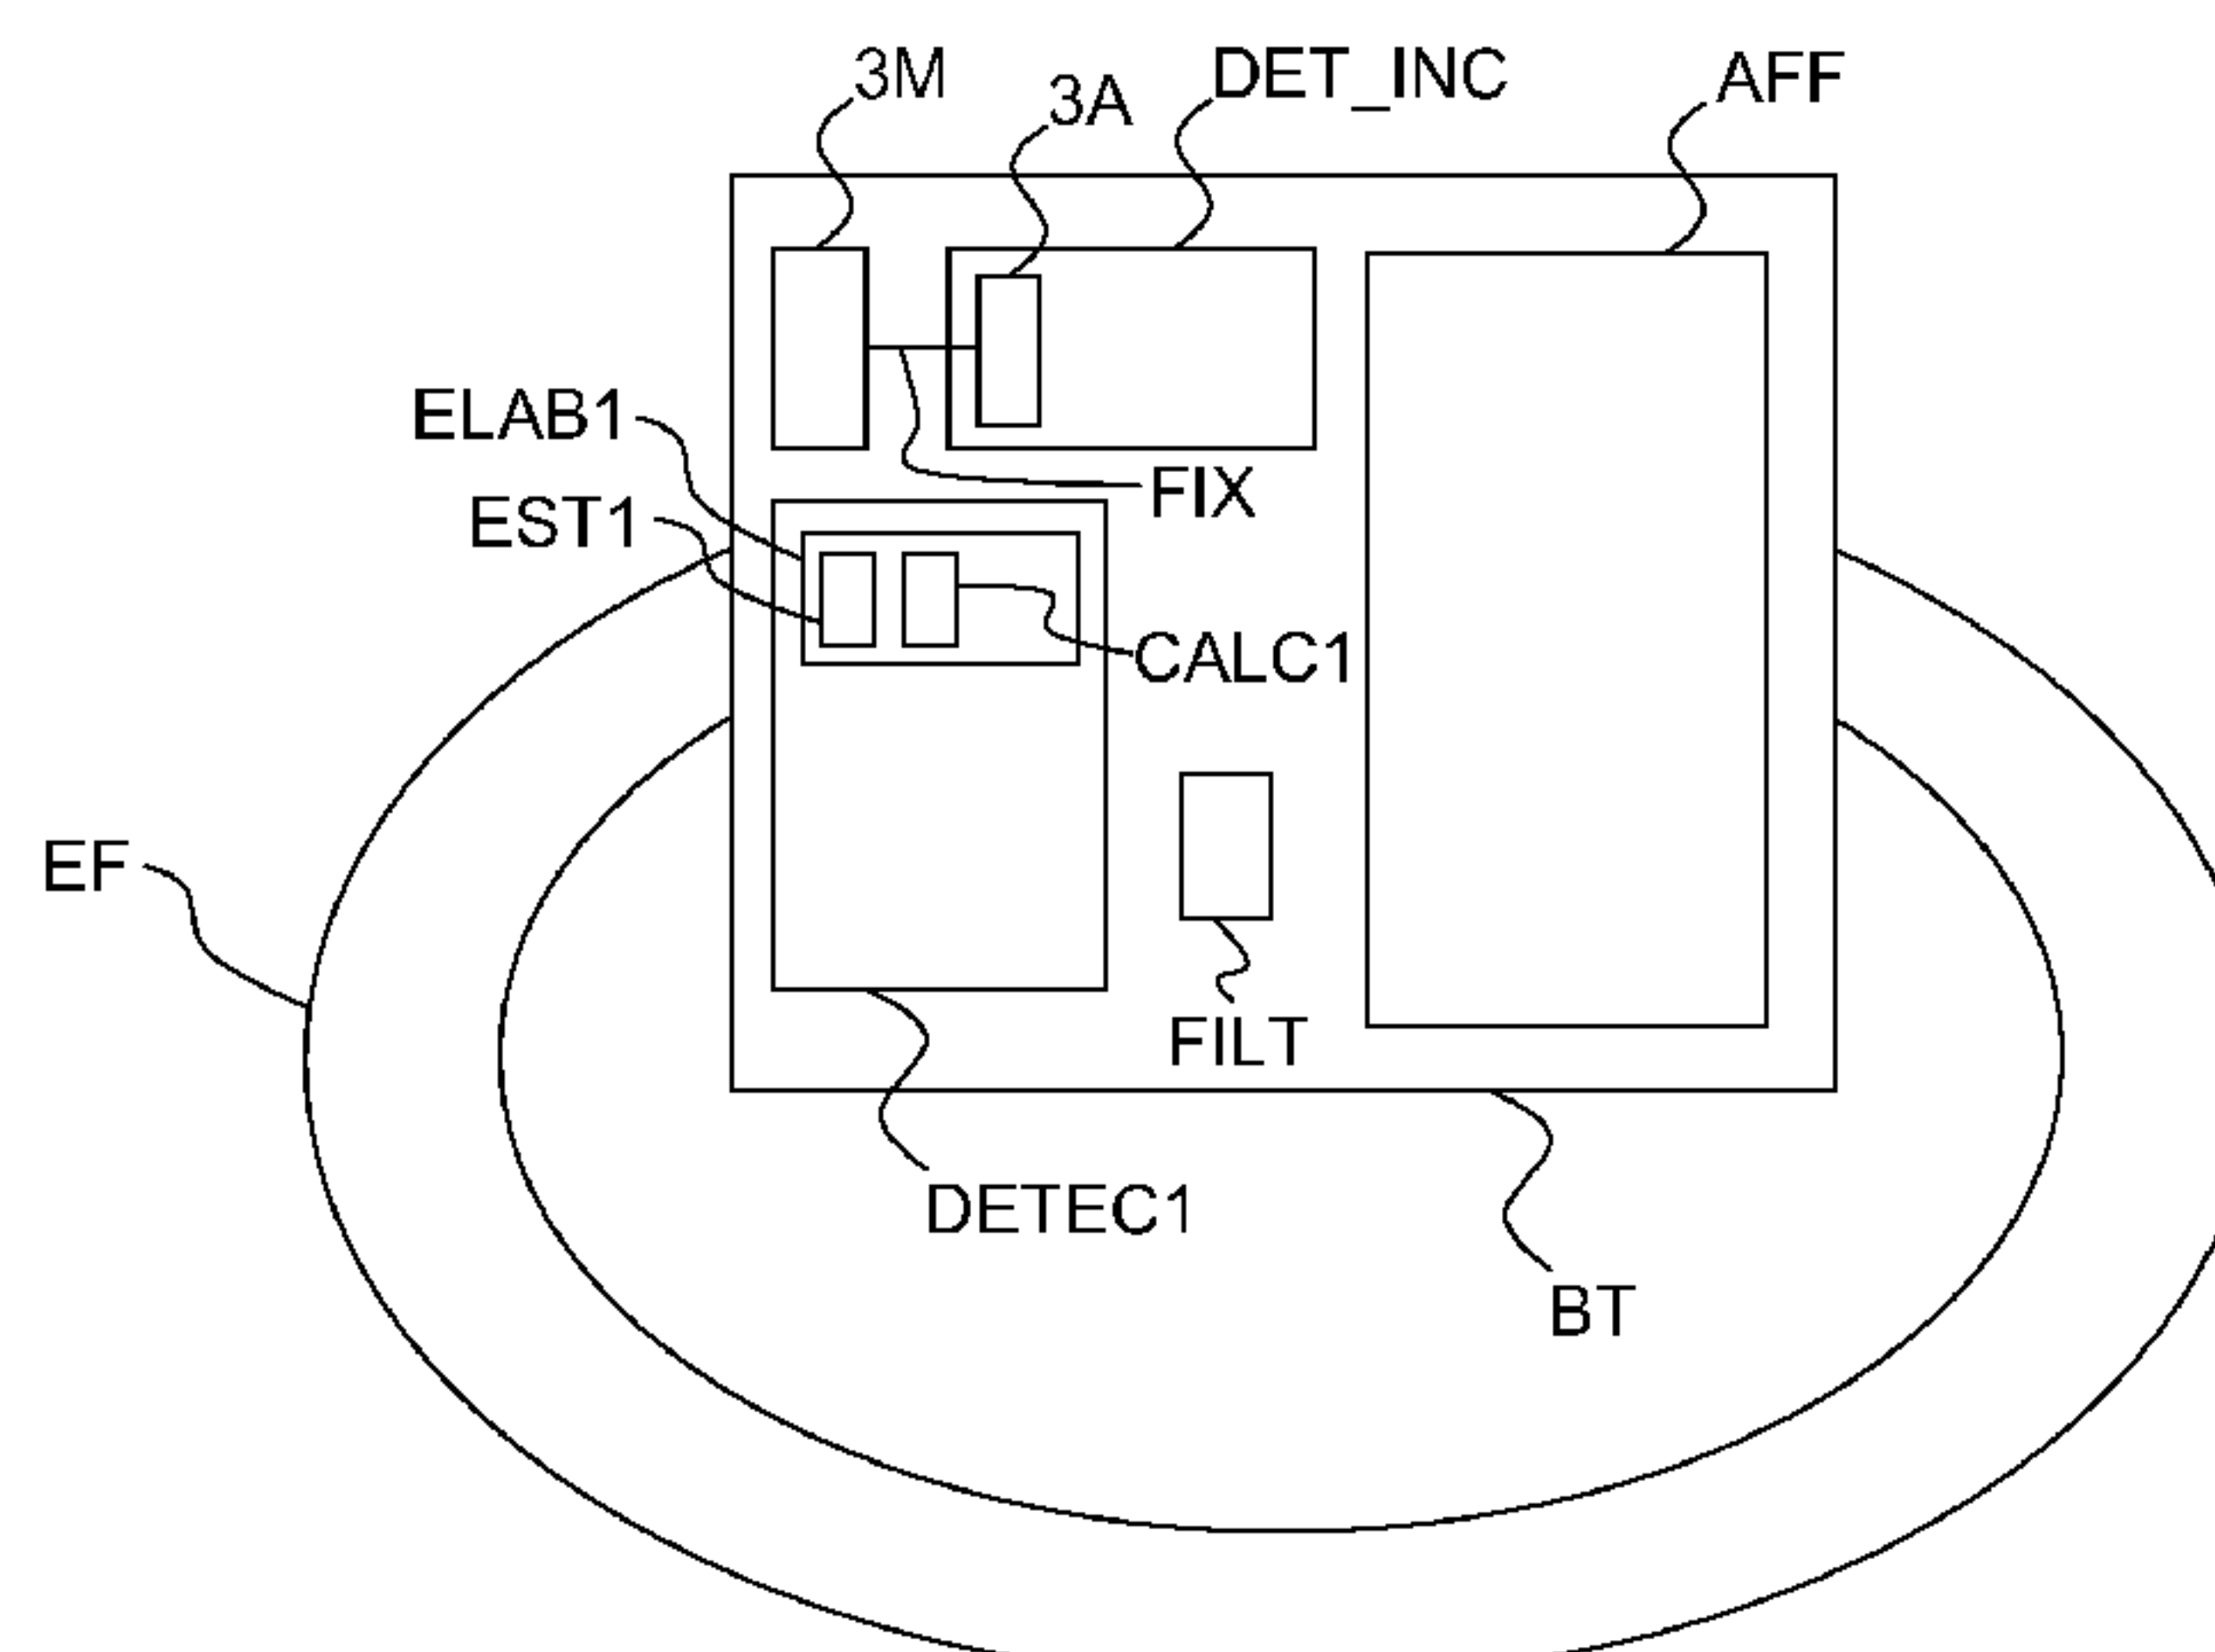 3M
3A
DET_INC
AFF
ELAB1
FIX
EST1
CALC1
EF
FILT
DETEC1
BT